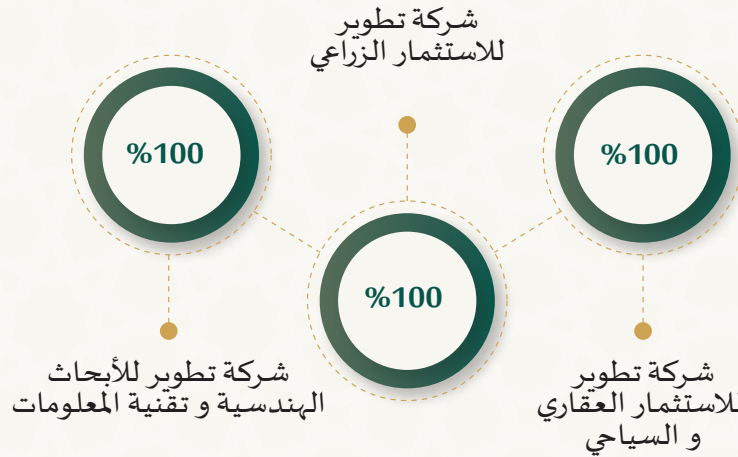 شركة تطوير
للاستثمار الزراعي
%100
%100
%100
شركة تطوير
للاستثمار العقاري
و السياحي
شركة تطوير للأبحاث
الهندسية و تقنية المعلومات